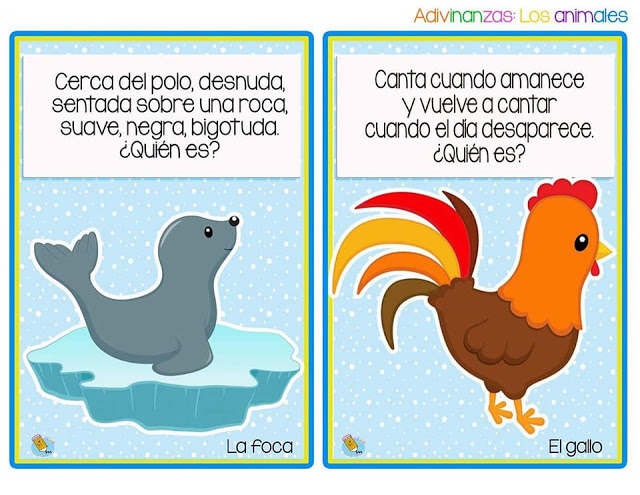 Adivinanzas: Los animales
Cerca del polo, desnuda,
sentada sobre una roca,
suave, negra, bigotuda.
¿Quién es?
La foca
Canta cuando amanece
y vuelve a cantar
cuando el día desaparece.
¿Quién es?
El gallo